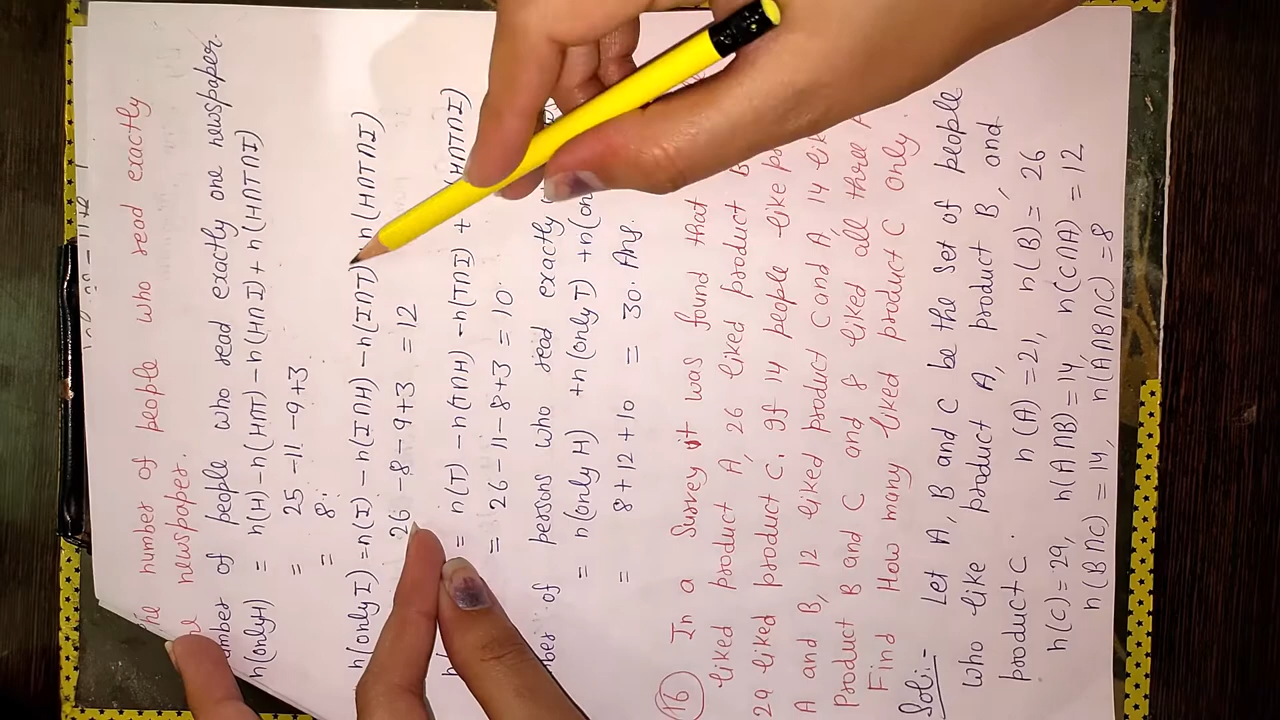 number of people who read exactly
newspaper.
of people who read exactly one newspaper.
n(only H) = n(H) - n(H∩T) - n(H∩I) + n(H∩T∩I)
= 25 - 11 - 9 + 3
= 8.
n(only I) = n(I) - n(I∩H) - n(I∩T) n(H∩T∩I)
26 - 8 - 9 + 3 = 12
= n(T) - n(T∩H) - n(T∩I) + (H∩T∩I)
= 26 - 11 - 8 + 3 = 10.
of persons who read exactly
= n(only H) + n(only T) + n(on
= 8 + 12 + 10 = 30. Ans.
16 In a Survey it was found that
liked product A, 26 liked product B
29 liked product C. If 14 people like
A and B, 12 liked product C and A, 14 lik
Product B and C and 8 liked all three
Find How many liked product C only.
Sol:- Let A, B and C be the set of people
who like product A, product B, and
product C. n(A) = 21, n(B) = 26
n(C) = 29, n(A∩B) = 14 n(C∩A) = 12
n(B∩C) = 14, n(A∩B∩C) = 8